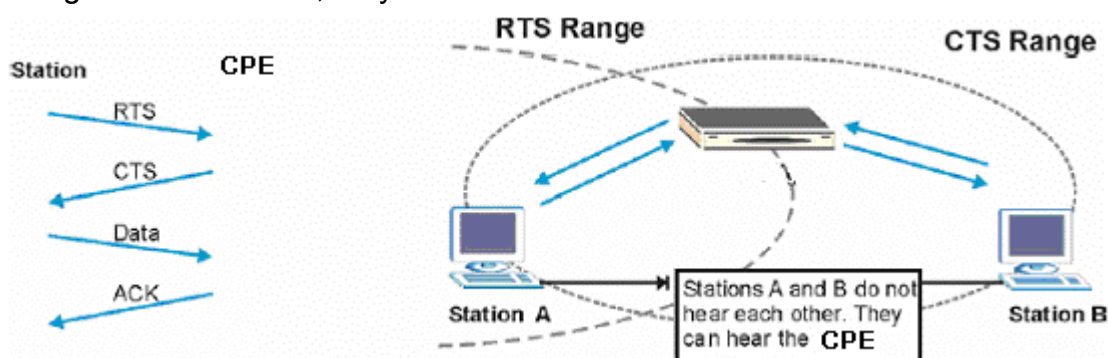 RTS Range
CTS Range
Station
CPE
RTS
CTS
Data
ACK
Station A
Stations A and B do not
hear each other. They
can hear the CPE
Station B